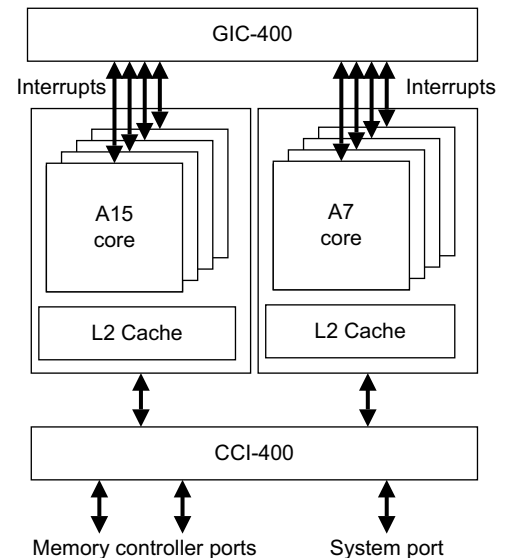 GIC-400
Interrupts
Interrupts
A15
core
A7
core
L2 Cache
L2 Cache
CCI-400
Memory controller ports
System port